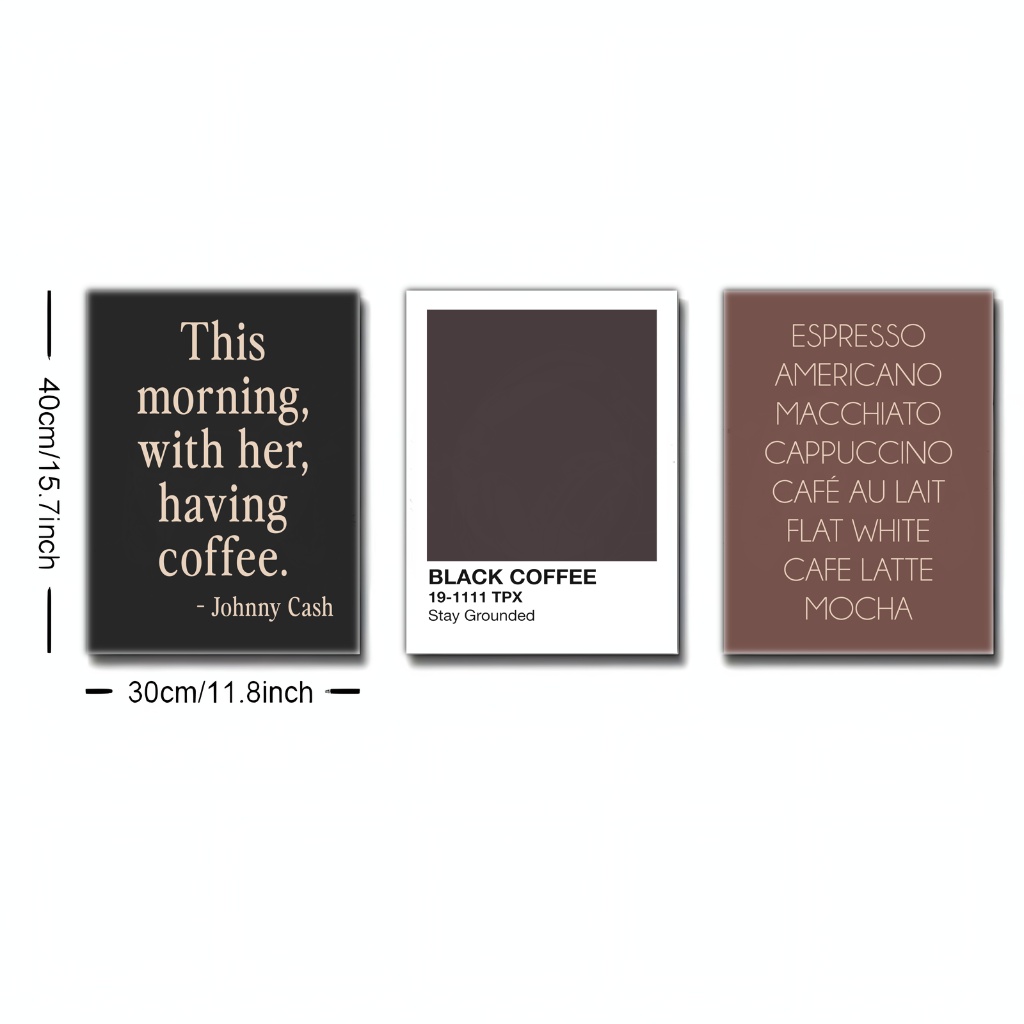 40cm/15.7inch
This
morning,
with her,
having
coffee.
- Johnny Cash
30cm/11.8inch
BLACK COFFEE
19-1111 TPX
Stay Grounded
ESPRESSO
AMERICANO
MACCHIATO
CAPPUCCINO
CAFÉ AU LAIT
FLAT WHITE
CAFE LATTE
MOCHA